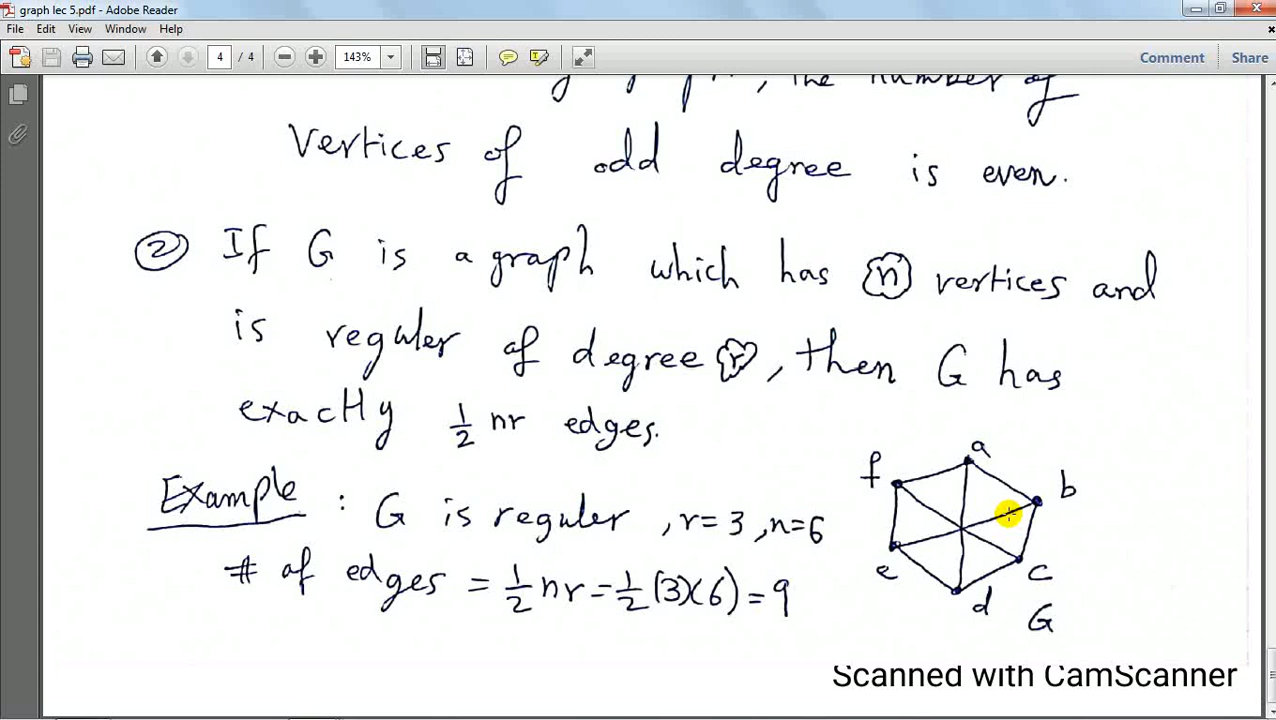 graph lec 5.pdf - Adobe Reader
File Edit View Window Help
4 / 4 143% Comment Share
, the number of
Vertices of odd degree is even.
② If G is a graph which has n vertices and
is reguler of degree r, then G has
exactly 1/2 nr edges.
Example : G is reguler, r=3, n=6
# of edges = 1/2 nr = 1/2 (3)(6) = 9
a
f
b
e
c
d
G
Scanned with CamScanner